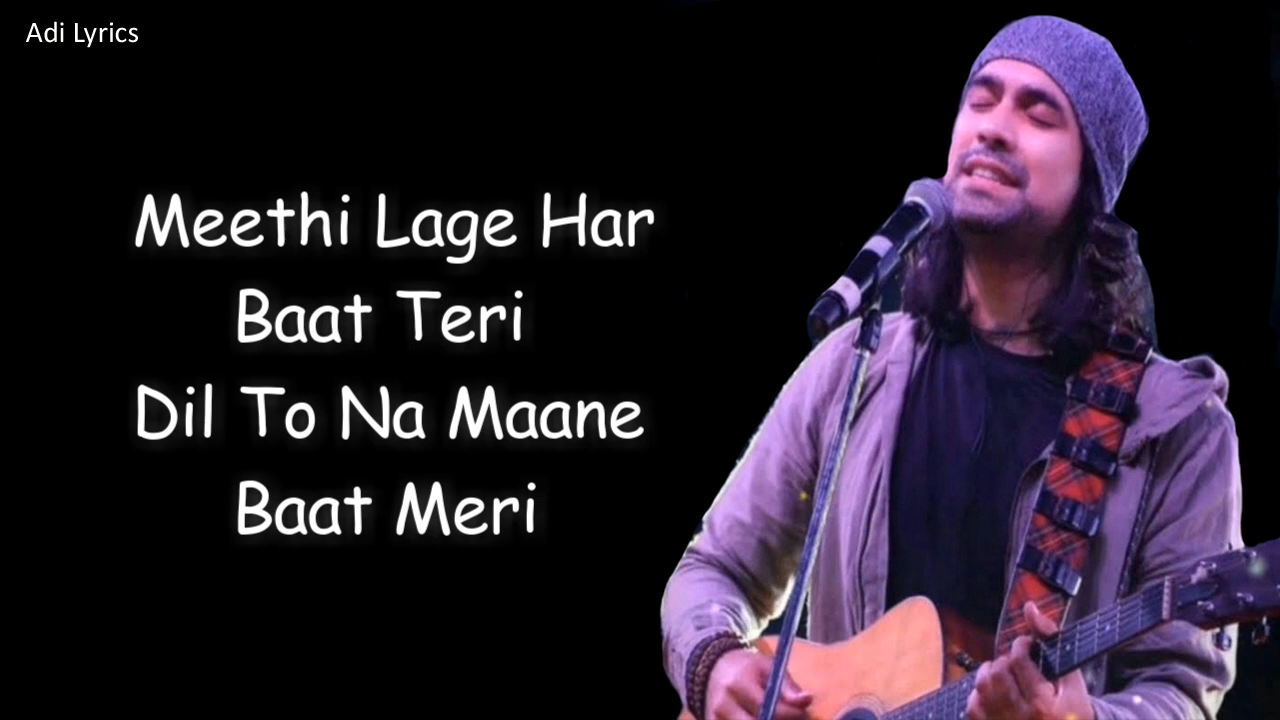 Adi Lyrics
Meethi Lage Har
Baat Teri
Dil To Na Maane
Baat Meri